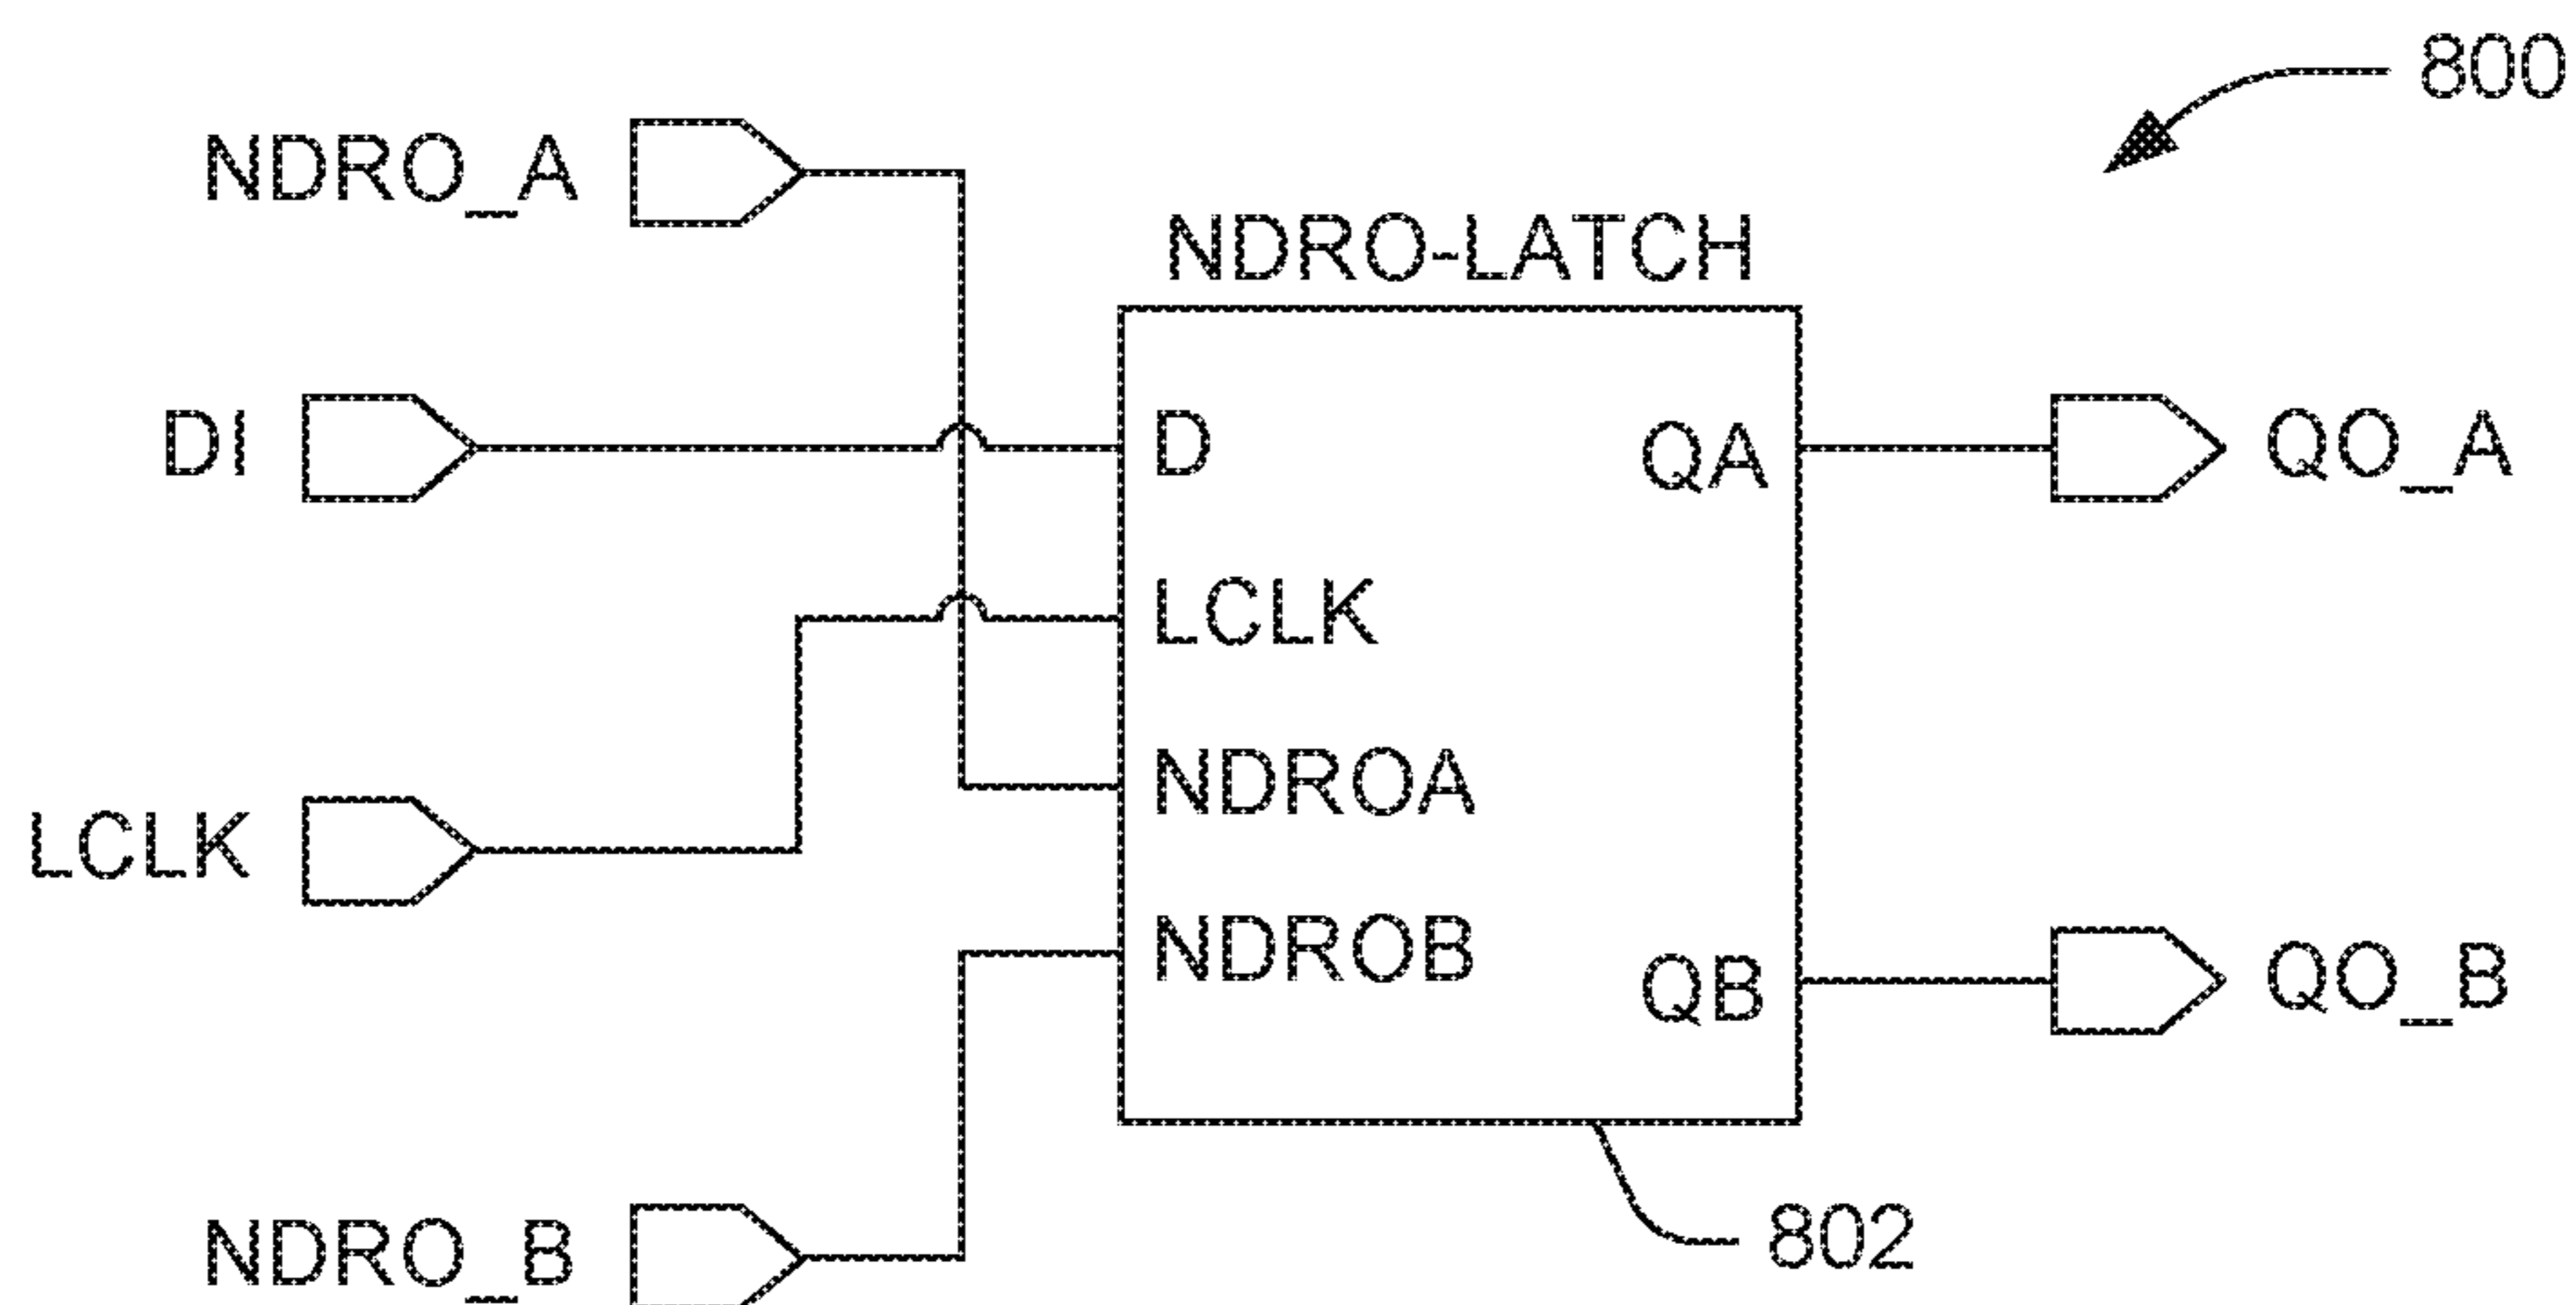 800
NDRO_A
NDRO-LATCH
DI
D
QA
QO_A
LCLK
NDROA
LCLK
NDROB
QB
QO_B
NDRO_B
802